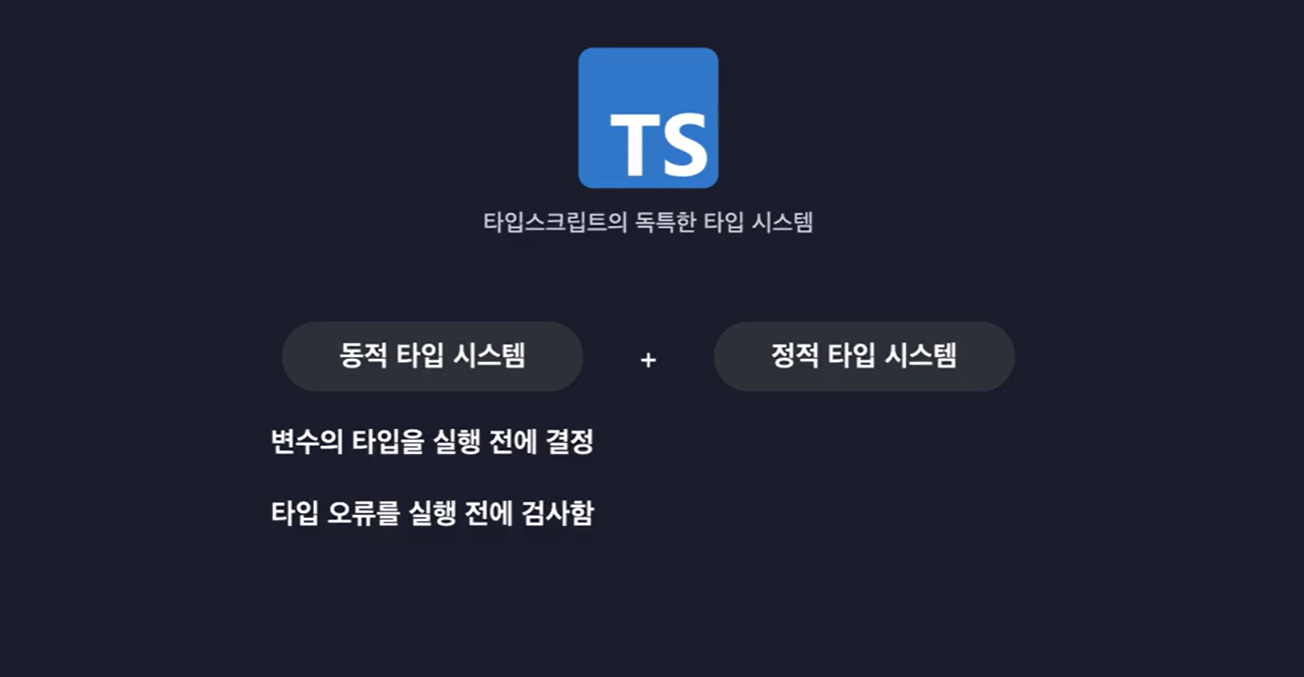 TS
타입스크립트의 독특한 타입 시스템
동적 타입 시스템 + 정적 타입 시스템
변수의 타입을 실행 전에 결정
타입 오류를 실행 전에 검사함